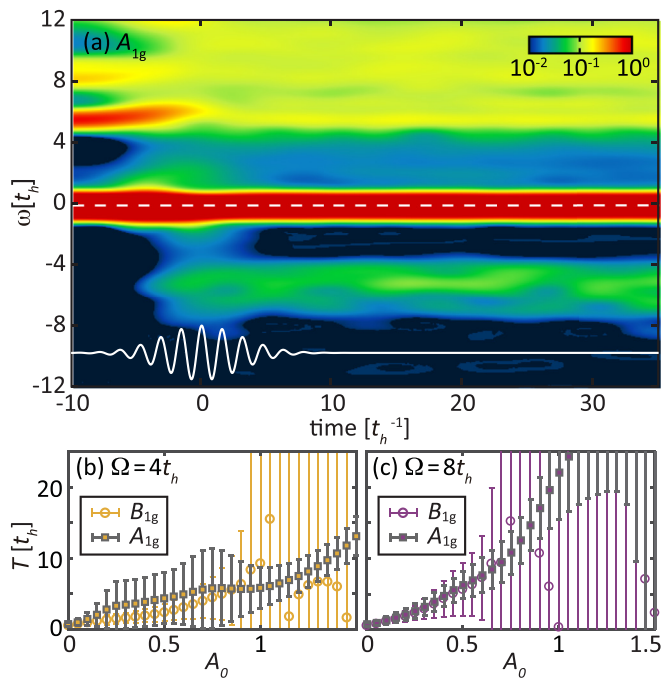 12
(a) A1g
10-2 10-1 100
8
4
ω[th]
0
-4
-8
-12
-10 0 10 20 30
time [th-1]
(b) Ω=4th
(c) Ω=8th
20
B1g
A1g
B1g
A1g
T [th]
10
0
0 0.5 1
0 0.5 1.0 1.5
A0
A0